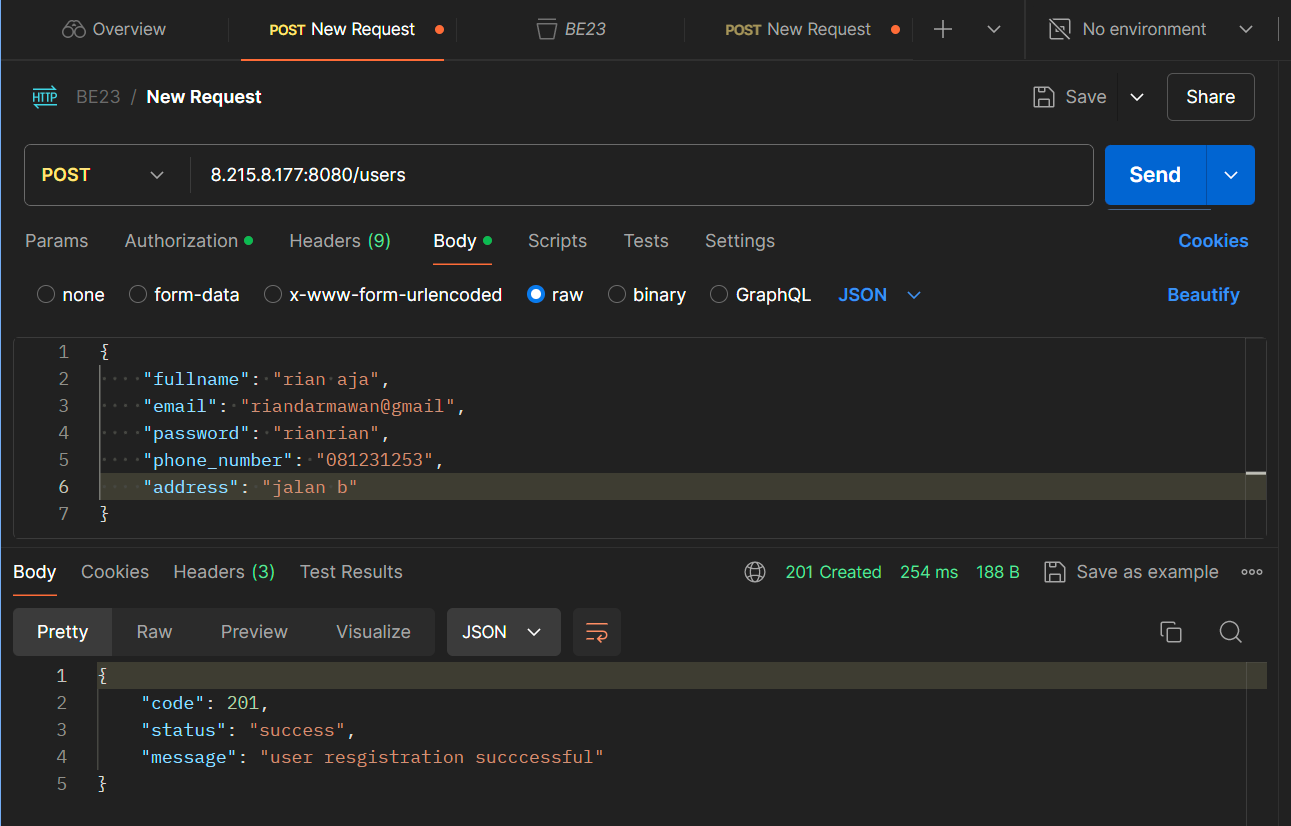 Overview POST New Request BE23 POST New Request No environment
HTTP BE23 / New Request Save Share
POST 8.215.8.177:8080/users Send
Params Authorization Headers (9) Body Scripts Tests Settings Cookies
none form-data x-www-form-urlencoded raw binary GraphQL JSON Beautify
1 {
2 "fullname": "rian aja",
3 "email": "riandarmawan@gmail",
4 "password": "rianrian",
5 "phone_number": "081231253",
6 "address": "jalan b"
7 }
Body Cookies Headers (3) Test Results 201 Created 254 ms 188 B Save as example
Pretty Raw Preview Visualize JSON
1 {
2 "code": 201,
3 "status": "success",
4 "message": "user resgistration succcessful"
5 }